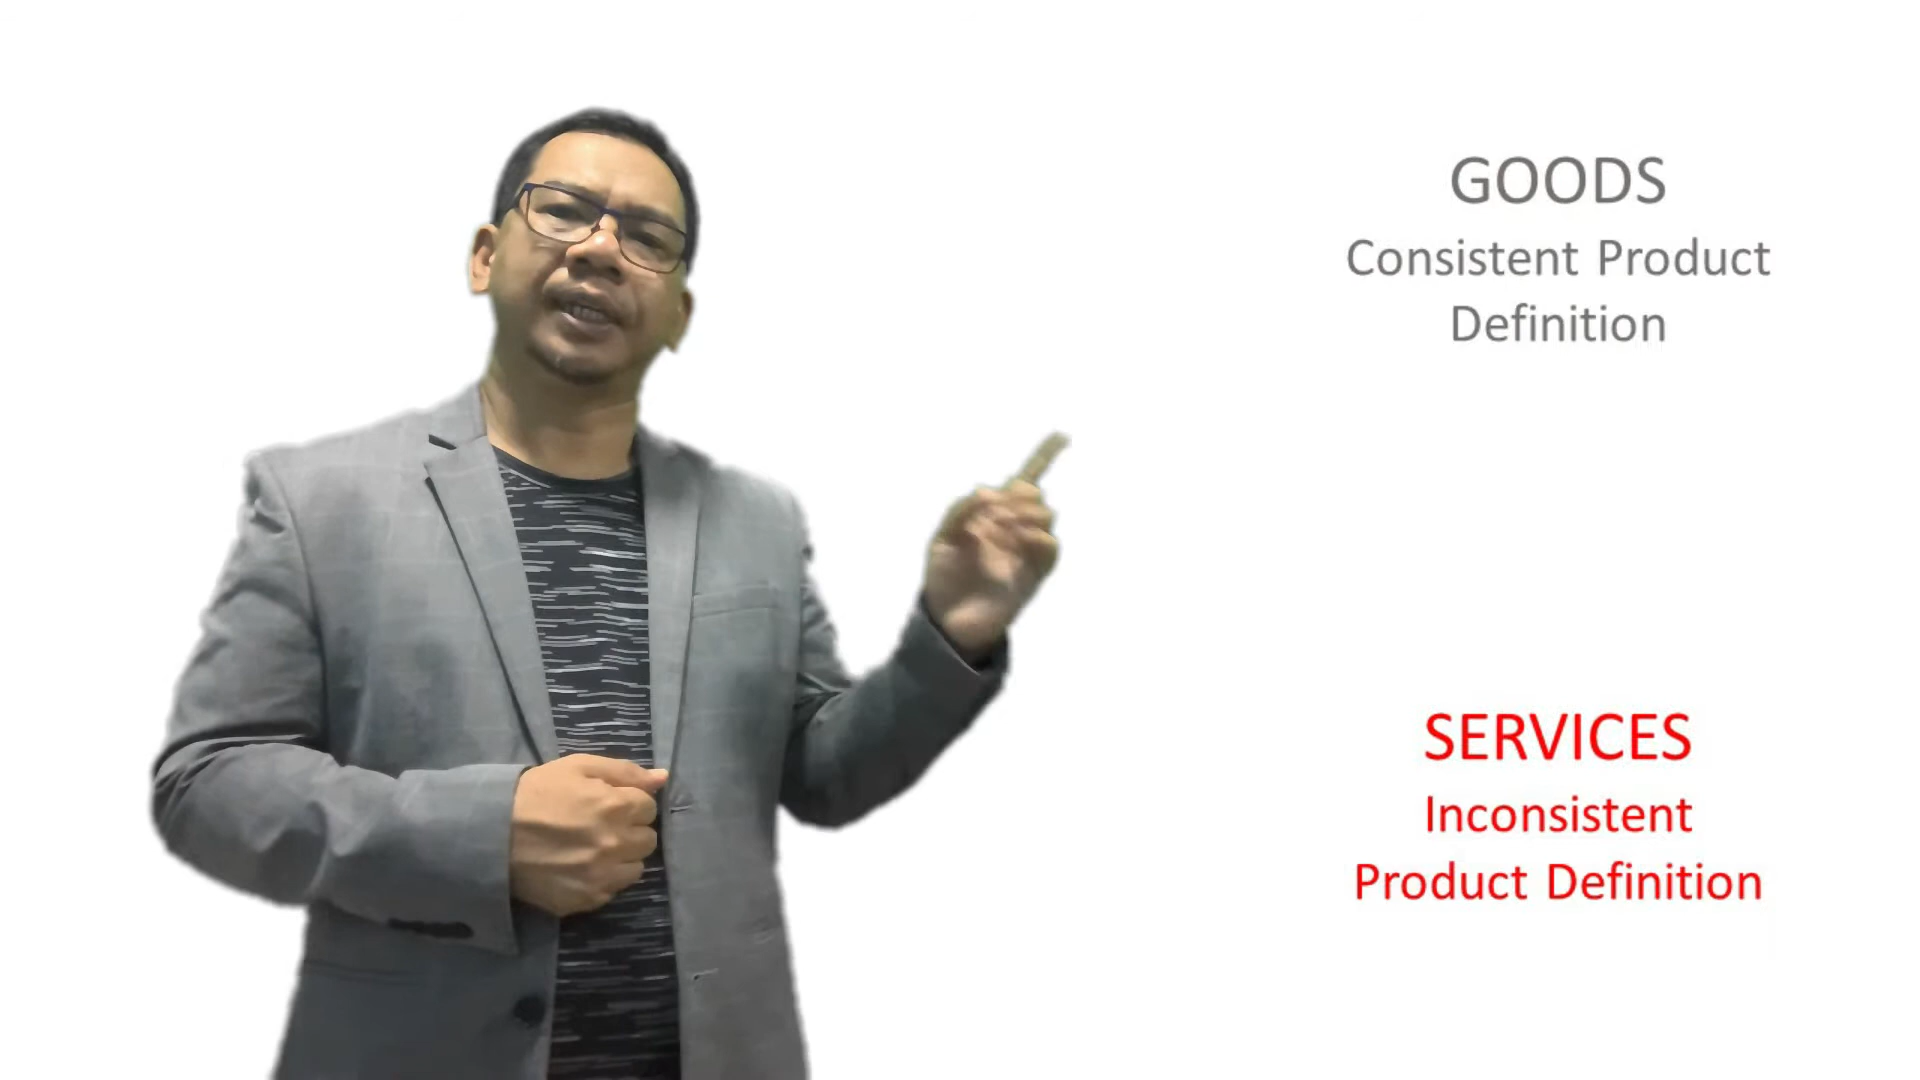 GOODS
Consistent Product
Definition
SERVICES
Inconsistent
Product Definition